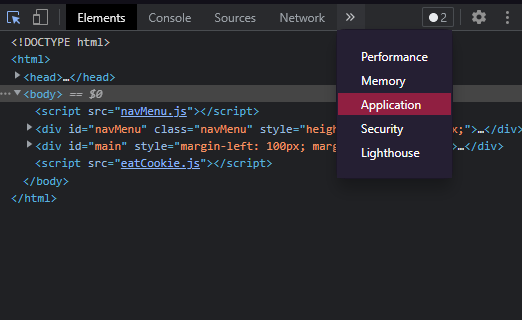 Elements Console Sources Network » 2
<!DOCTYPE html>
Performance
<html>
<head>…</head>
Memory
<body> == $0
Application
<script src="navMenu.js"></script>
Security
<div id="navMenu" class="navMenu" style="heigh x;">…</div>
Lighthouse
<div id="main" style="margin-left: 100px; marg >…</div>
<script src="eatCookie.js"></script>
</body>
</html>